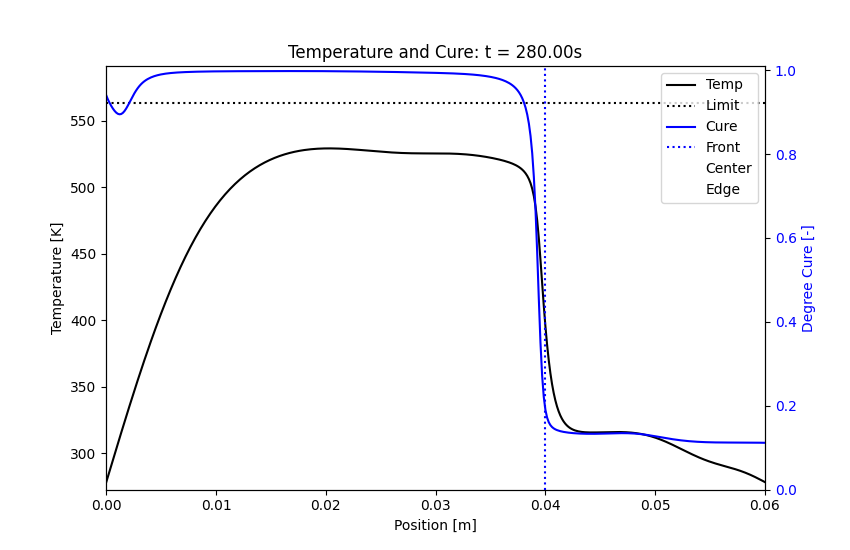 Temperature and Cure: t = 280.00s
Temp
Limit
Cure
Front
Center
Edge
Temperature [K]
550
500
450
400
350
300
Degree Cure [-]
1.0
0.8
0.6
0.4
0.2
0.0
0.00 0.01 0.02 0.03 0.04 0.05 0.06
Position [m]